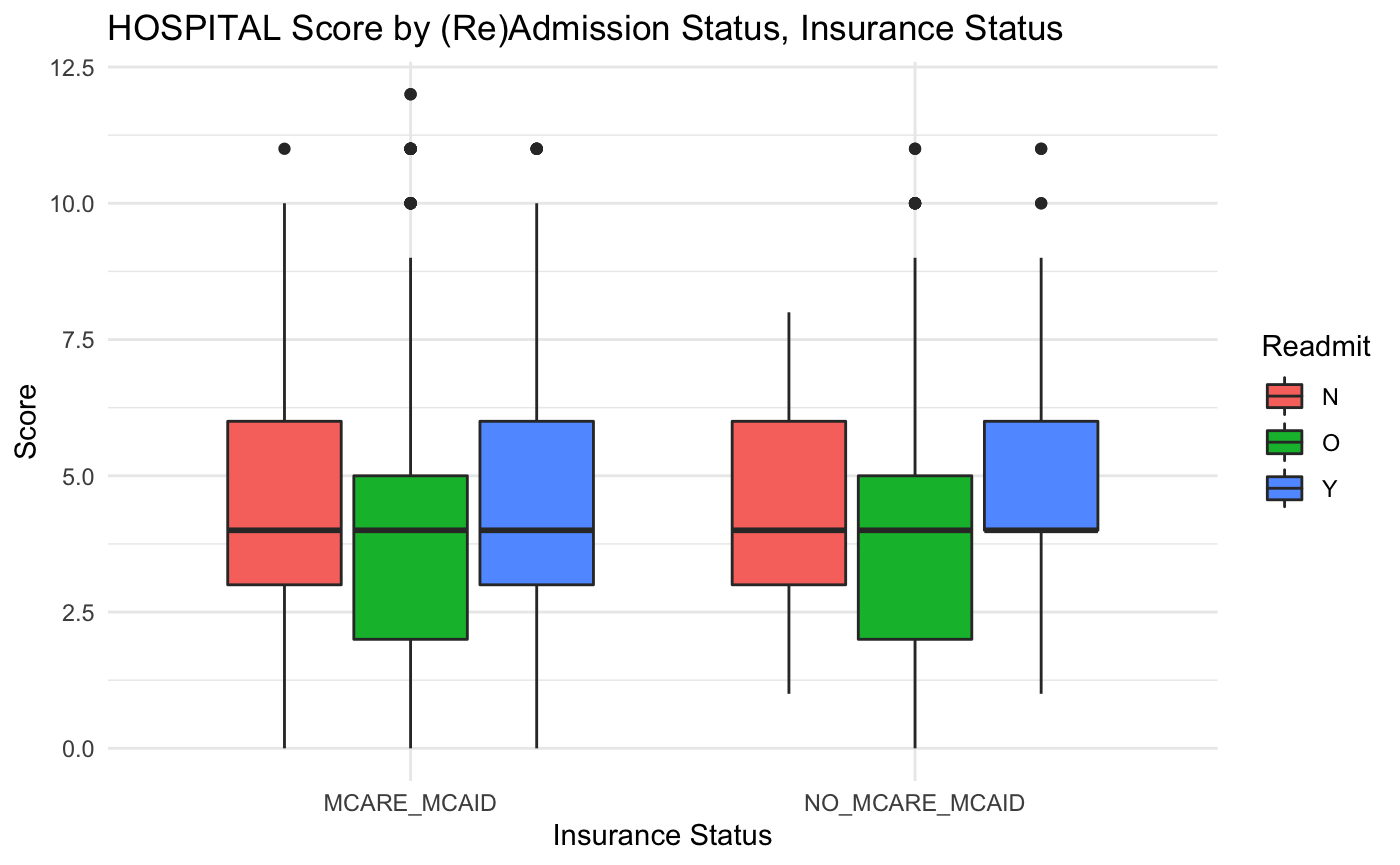 HOSPITAL Score by (Re)Admission Status, Insurance Status
12.5
10.0
7.5
5.0
2.5
0.0
Score
MCARE_MCAID
NO_MCARE_MCAID
Insurance Status
Readmit
N
O
Y